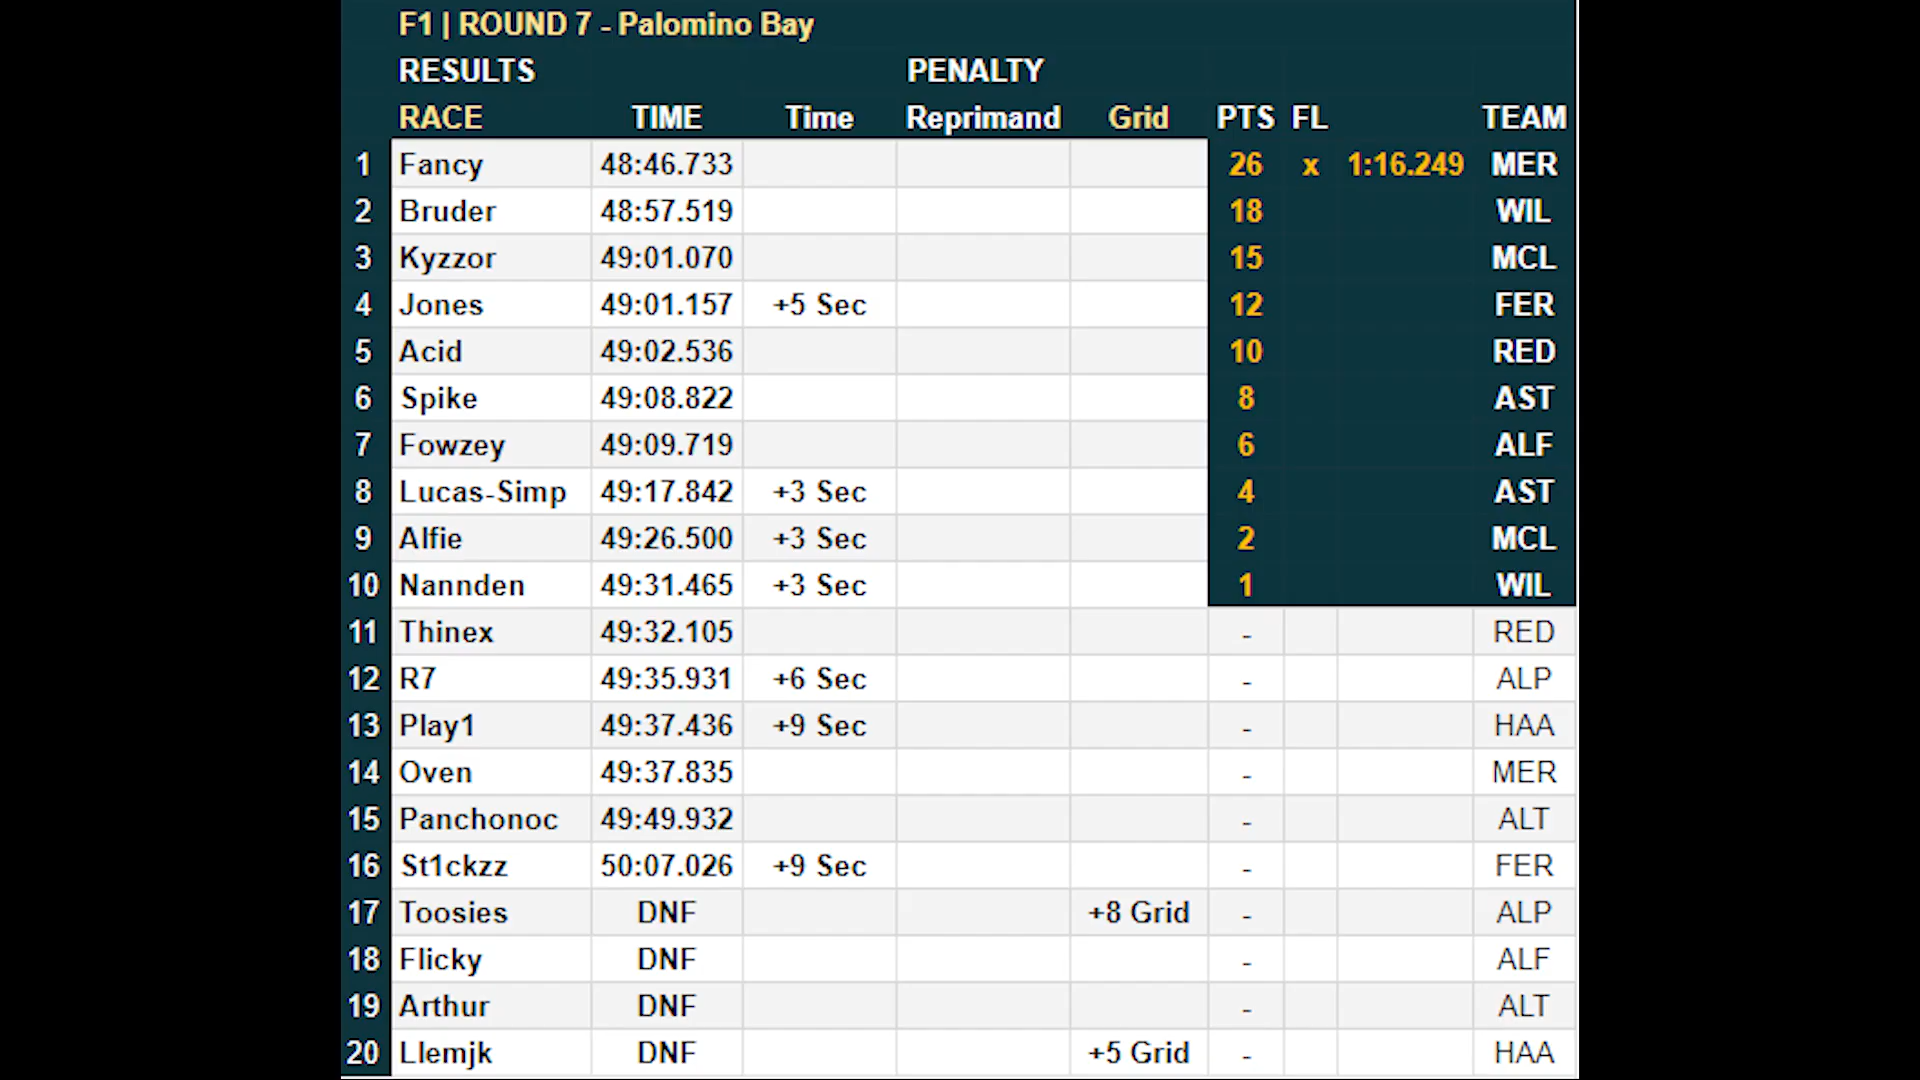 F1 | ROUND 7 - Palomino Bay
RESULTS PENALTY
RACE TIME Time Reprimand Grid PTS FL TEAM
1 Fancy 48:46.733 26 x 1:16.249 MER
2 Bruder 48:57.519 18 WIL
3 Kyzzor 49:01.070 15 MCL
4 Jones 49:01.157 +5 Sec 12 FER
5 Acid 49:02.536 10 RED
6 Spike 49:08.822 8 AST
7 Fowzey 49:09.719 6 ALF
8 Lucas-Simp 49:17.842 +3 Sec 4 AST
9 Alfie 49:26.500 +3 Sec 2 MCL
10 Nannden 49:31.465 +3 Sec 1 WIL
11 Thinex 49:32.105 - RED
12 R7 49:35.931 +6 Sec - ALP
13 Play1 49:37.436 +9 Sec - HAA
14 Oven 49:37.835 - MER
15 Panchonoc 49:49.932 - ALT
16 St1ckzz 50:07.026 +9 Sec - FER
17 Toosies DNF +8 Grid - ALP
18 Flicky DNF - ALF
19 Arthur DNF - ALT
20 Llemjk DNF +5 Grid - HAA